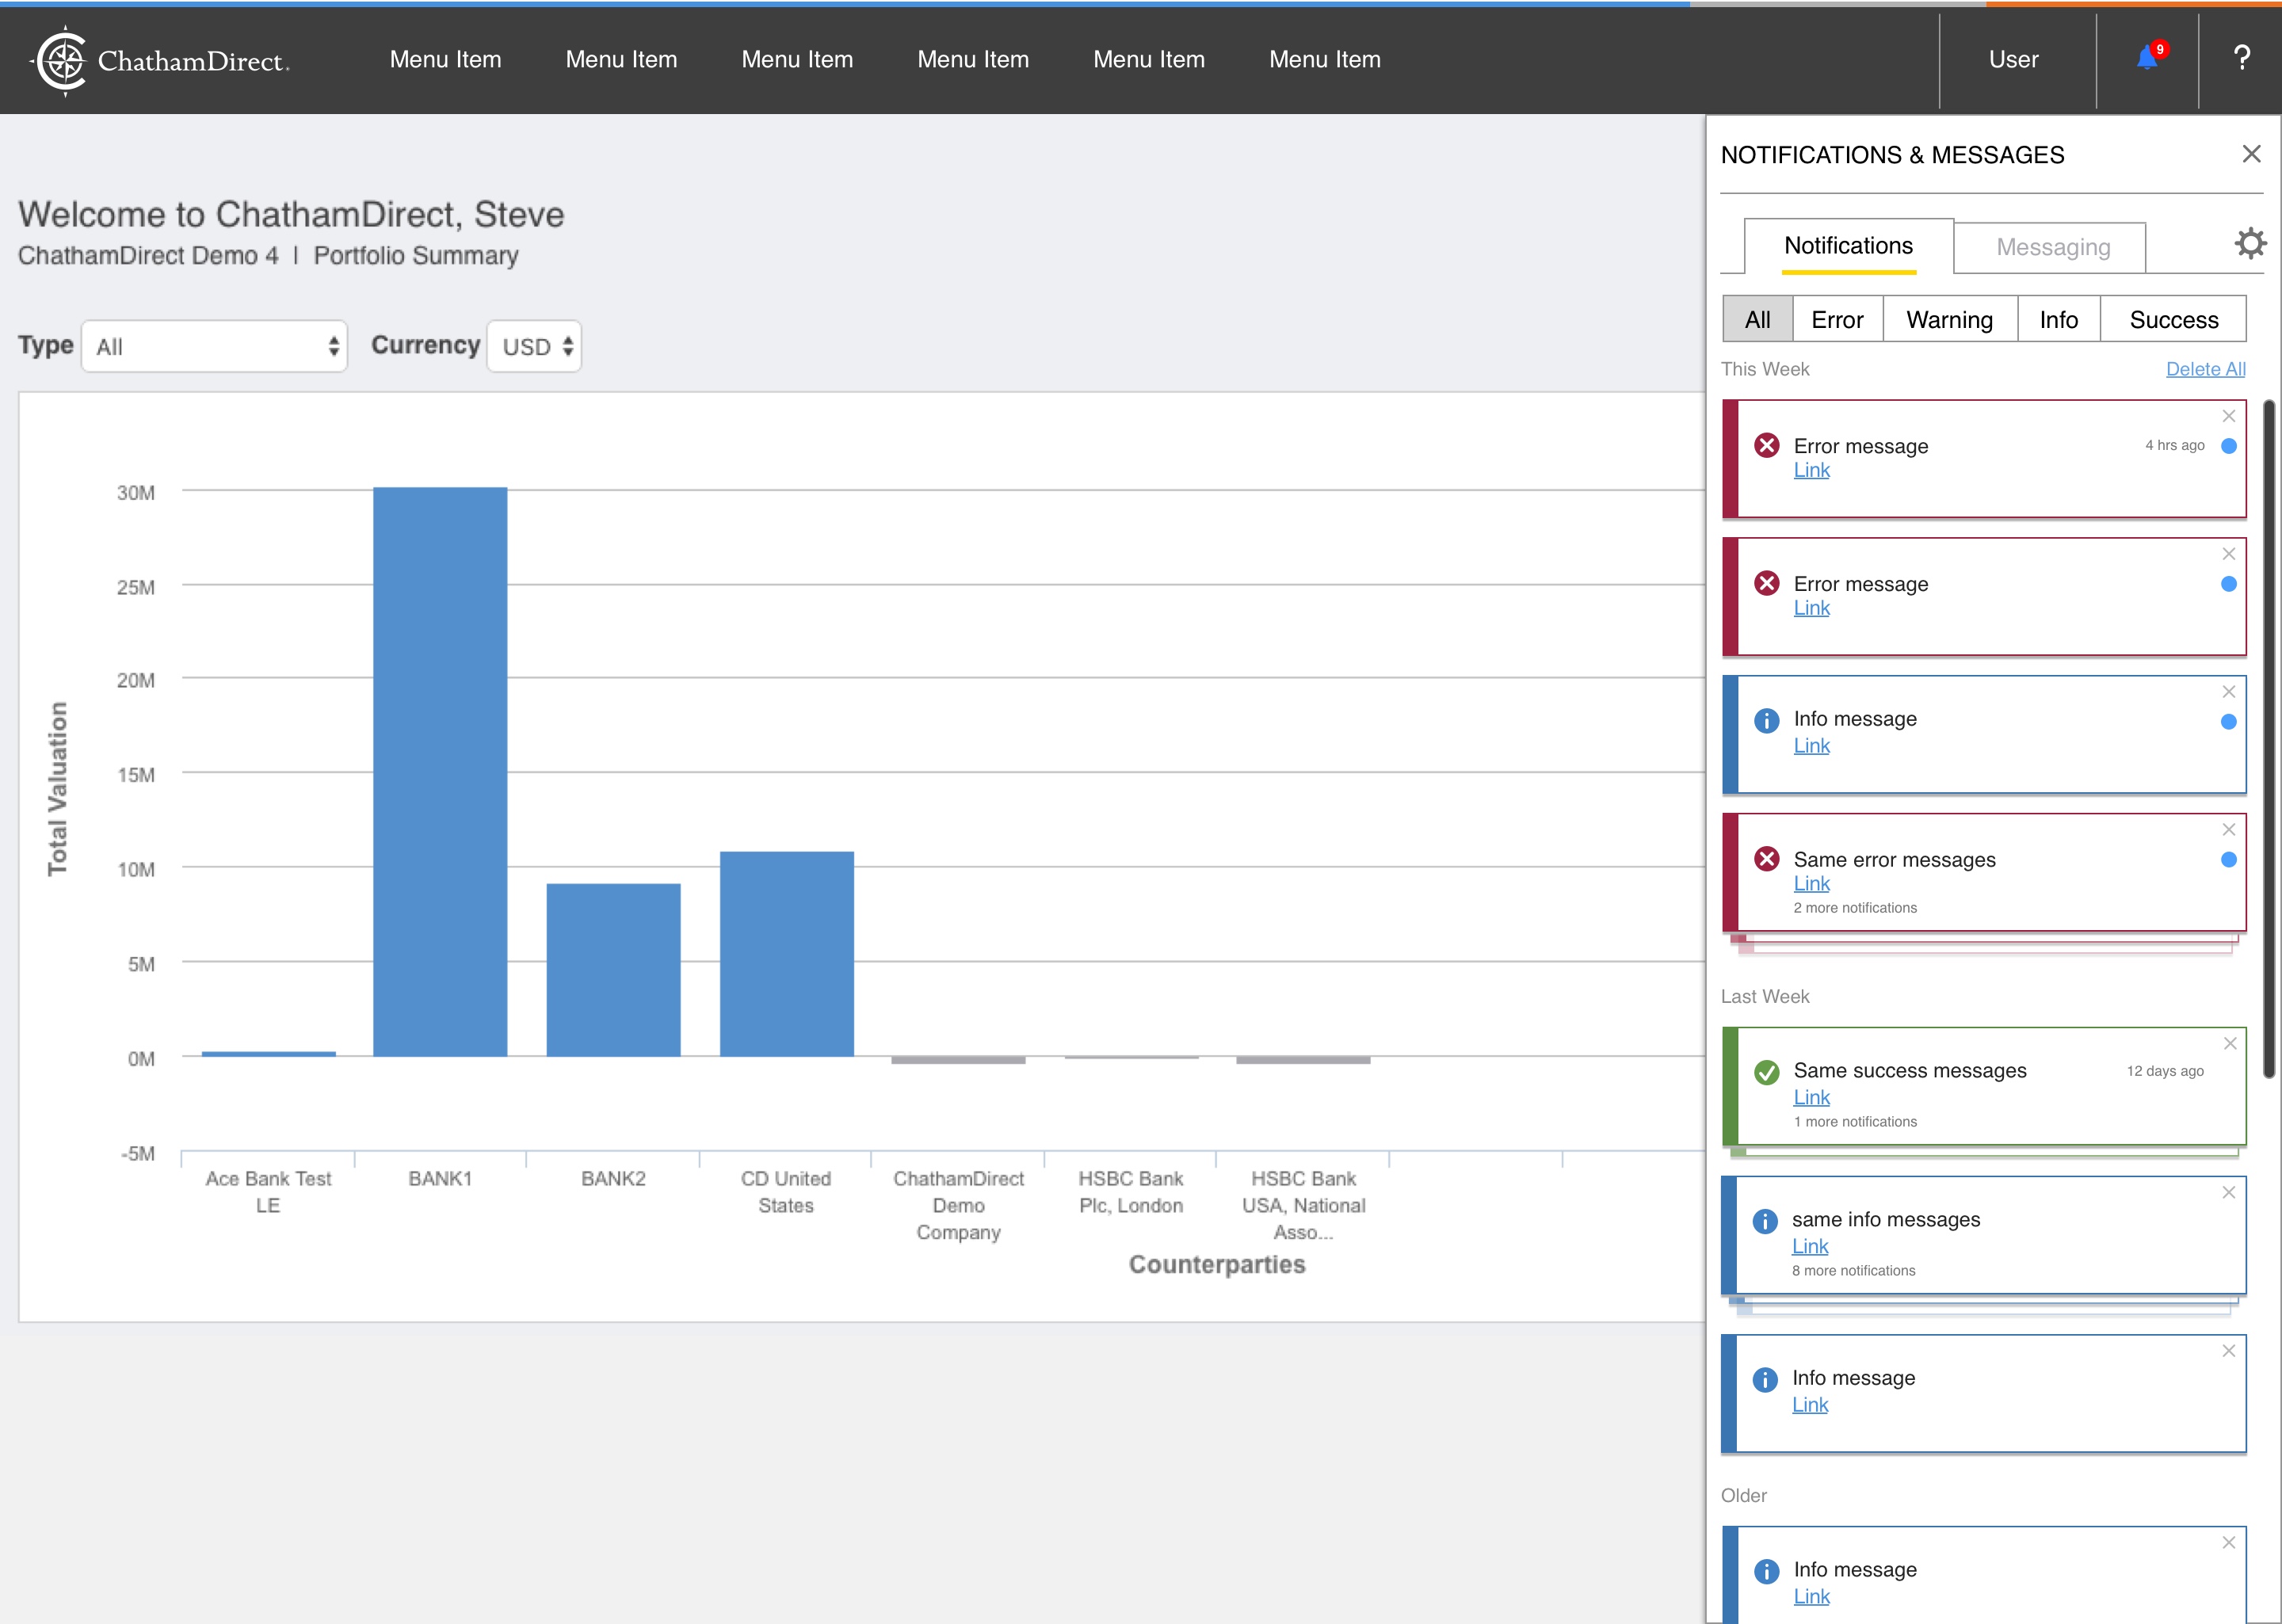 ChathamDirect.
Menu Item
Menu Item
Menu Item
Menu Item
Menu Item
Menu Item
User
9
?
Welcome to ChathamDirect, Steve
ChathamDirect Demo 4 | Portfolio Summary
Type All Currency USD
Total Valuation
30M
25M
20M
15M
10M
5M
0M
-5M
Ace Bank Test
LE
BANK1
BANK2
CD United
States
ChathamDirect
Demo
Company
HSBC Bank
Plc, London
HSBC Bank
USA, National
Asso...
Counterparties
NOTIFICATIONS & MESSAGES
Notifications
Messaging
All Error Warning Info Success
This Week Delete All
Error message 4 hrs ago
Link
Error message
Link
Info message
Link
Same error messages
Link
2 more notifications
Last Week
Same success messages 12 days ago
Link
1 more notifications
same info messages
Link
8 more notifications
Info message
Link
Older
Info message
Link